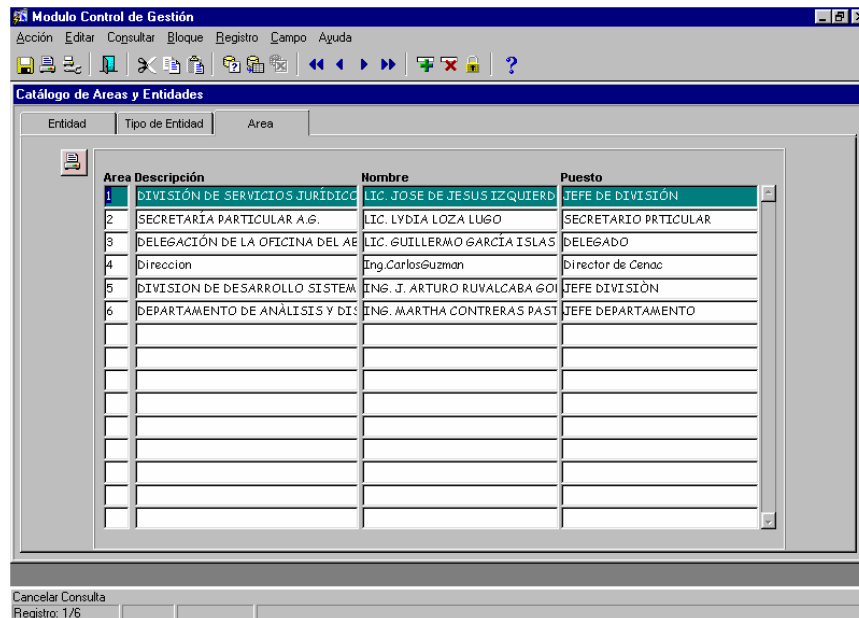 Modulo Control de Gestión
Acción Editar Consultar Bloque Registro Campo Ayuda
Catálogo de Areas y Entidades
Entidad Tipo de Entidad Area
Area Descripción Nombre Puesto
1 DIVISIÓN DE SERVICIOS JURÍDICO LIC. JOSE DE JESUS IZQUIERD JEFE DE DIVISIÓN
2 SECRETARÍA PARTICULAR A.G. LIC. LYDIA LOZA LUGO SECRETARIO PRTICULAR
3 DELEGACIÓN DE LA OFICINA DEL AB LIC. GUILLERMO GARCÍA ISLAS DELEGADO
4 Direccion Ing.CarlosGuzman Director de Cenac
5 DIVISION DE DESARROLLO SISTEM ING. J. ARTURO RUVALCABA GO JEFE DIVISIÒN
6 DEPARTAMENTO DE ANÀLISIS Y DIS ING. MARTHA CONTRERAS PAST JEFE DEPARTAMENTO
Cancelar Consulta
Registro: 1/6